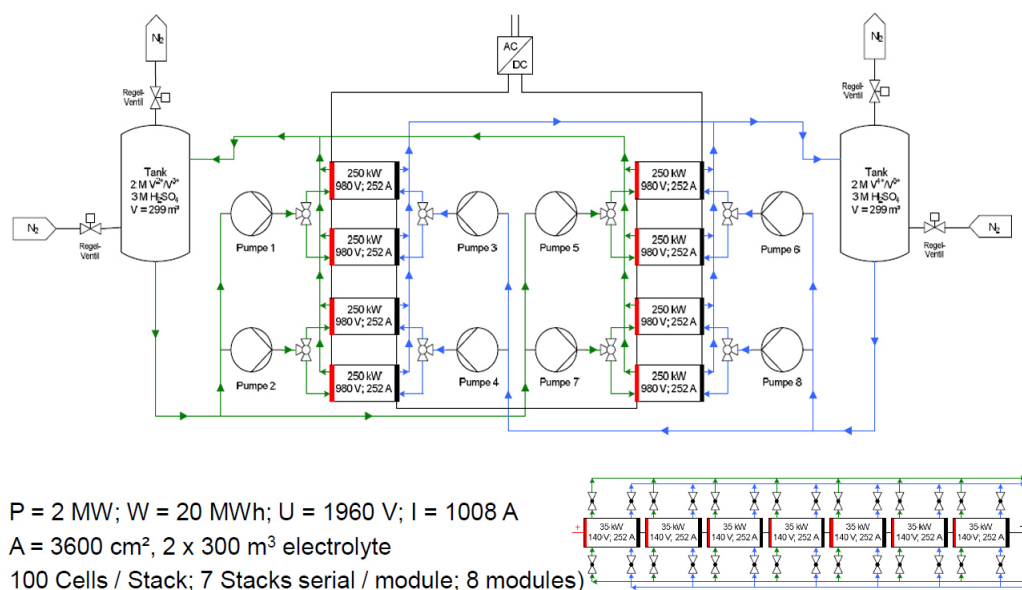 N₂
N₂
AC
DC
Regel-
Ventil
Regel-
Ventil
Tank
2 M V²⁺/V³⁺
3 M H₂SO₄
V = 299 m³
Tank
2 M V⁴⁺/V⁵⁺
3 M H₂SO₄
V = 299 m³
N₂
Regel-
Ventil
N₂
Regel-
Ventil
250 kW
980 V; 252 A
250 kW
980 V; 252 A
Pumpe 1
Pumpe 3
Pumpe 5
Pumpe 6
250 kW
980 V; 252 A
250 kW
980 V; 252 A
250 kW
980 V; 252 A
250 kW
980 V; 252 A
Pumpe 2
Pumpe 4
Pumpe 7
Pumpe 8
250 kW
980 V; 252 A
250 kW
980 V; 252 A
P = 2 MW; W = 20 MWh; U = 1960 V; I = 1008 A
A = 3600 cm², 2 x 300 m³ electrolyte
100 Cells / Stack; 7 Stacks serial / module; 8 modules)
+
35 kW
140 V, 252 A
35 kW
140 V, 252 A
35 kW
140 V, 252 A
35 kW
140 V, 252 A
35 kW
140 V, 252 A
35 kW
140 V, 252 A
35 kW
140 V, 252 A
-